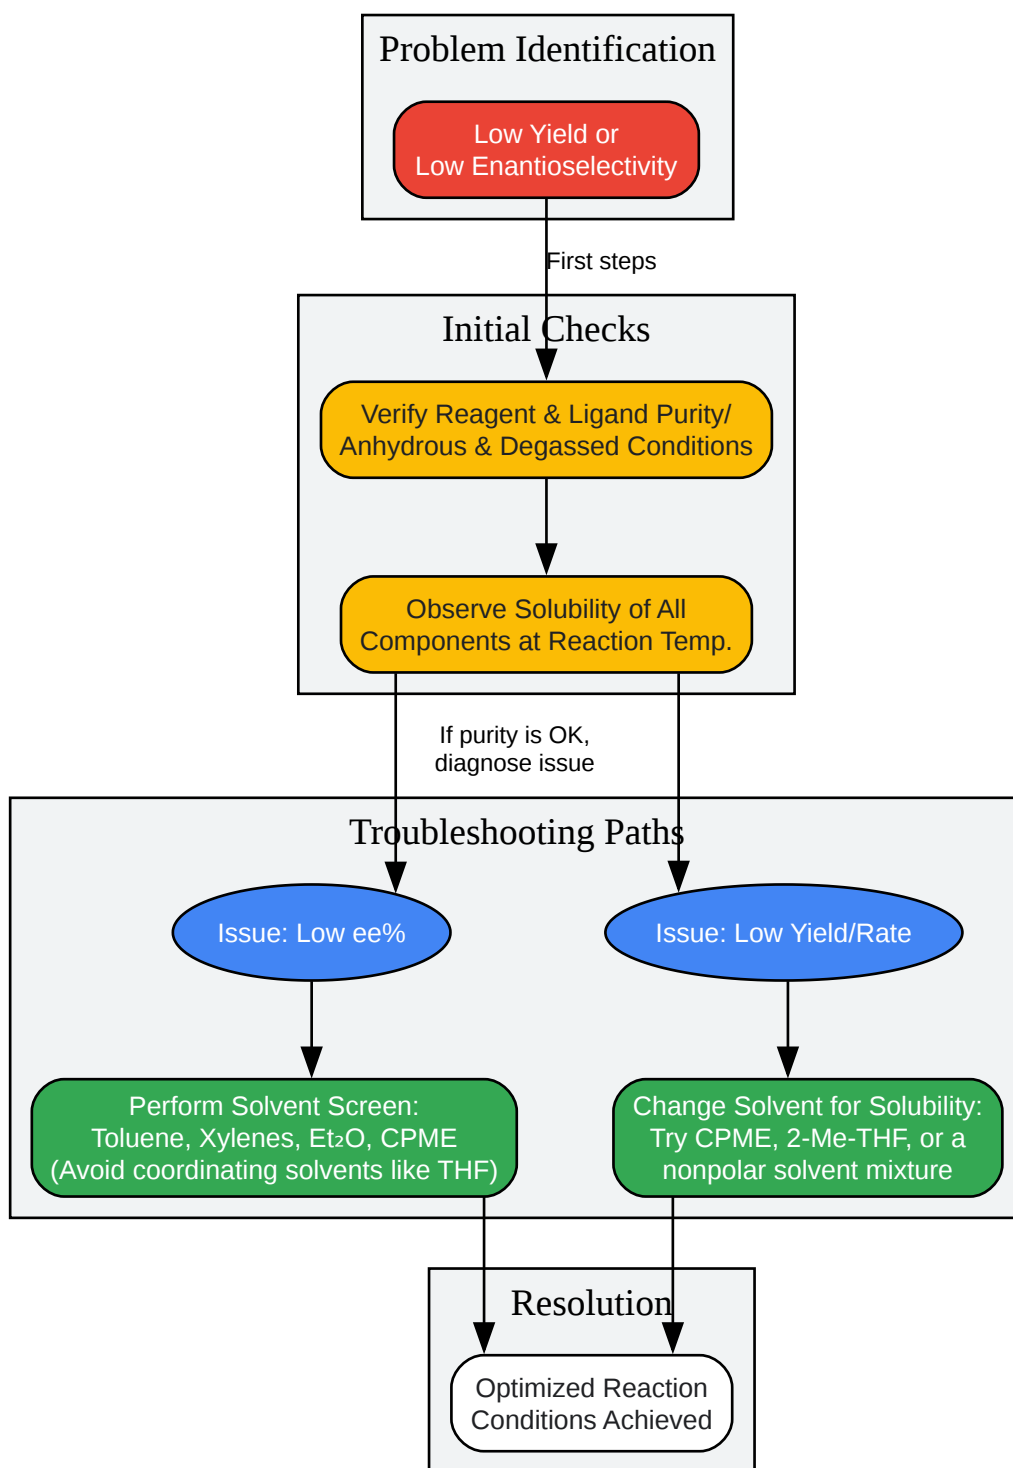 Problem Identification
Low Yield or
Low Enantioselectivity
First steps
Initial Checks
Verify Reagent & Ligand Purity/
Anhydrous & Degassed Conditions
Observe Solubility of All
Components at Reaction Temp.
If purity is OK,
diagnose issue
Troubleshooting Paths
Issue: Low ee%
Issue: Low Yield/Rate
Perform Solvent Screen:
Toluene, Xylenes, Et₂O, CPME
(Avoid coordinating solvents like THF)
Change Solvent for Solubility:
Try CPME, 2-Me-THF, or a
nonpolar solvent mixture
Resolution
Optimized Reaction
Conditions Achieved